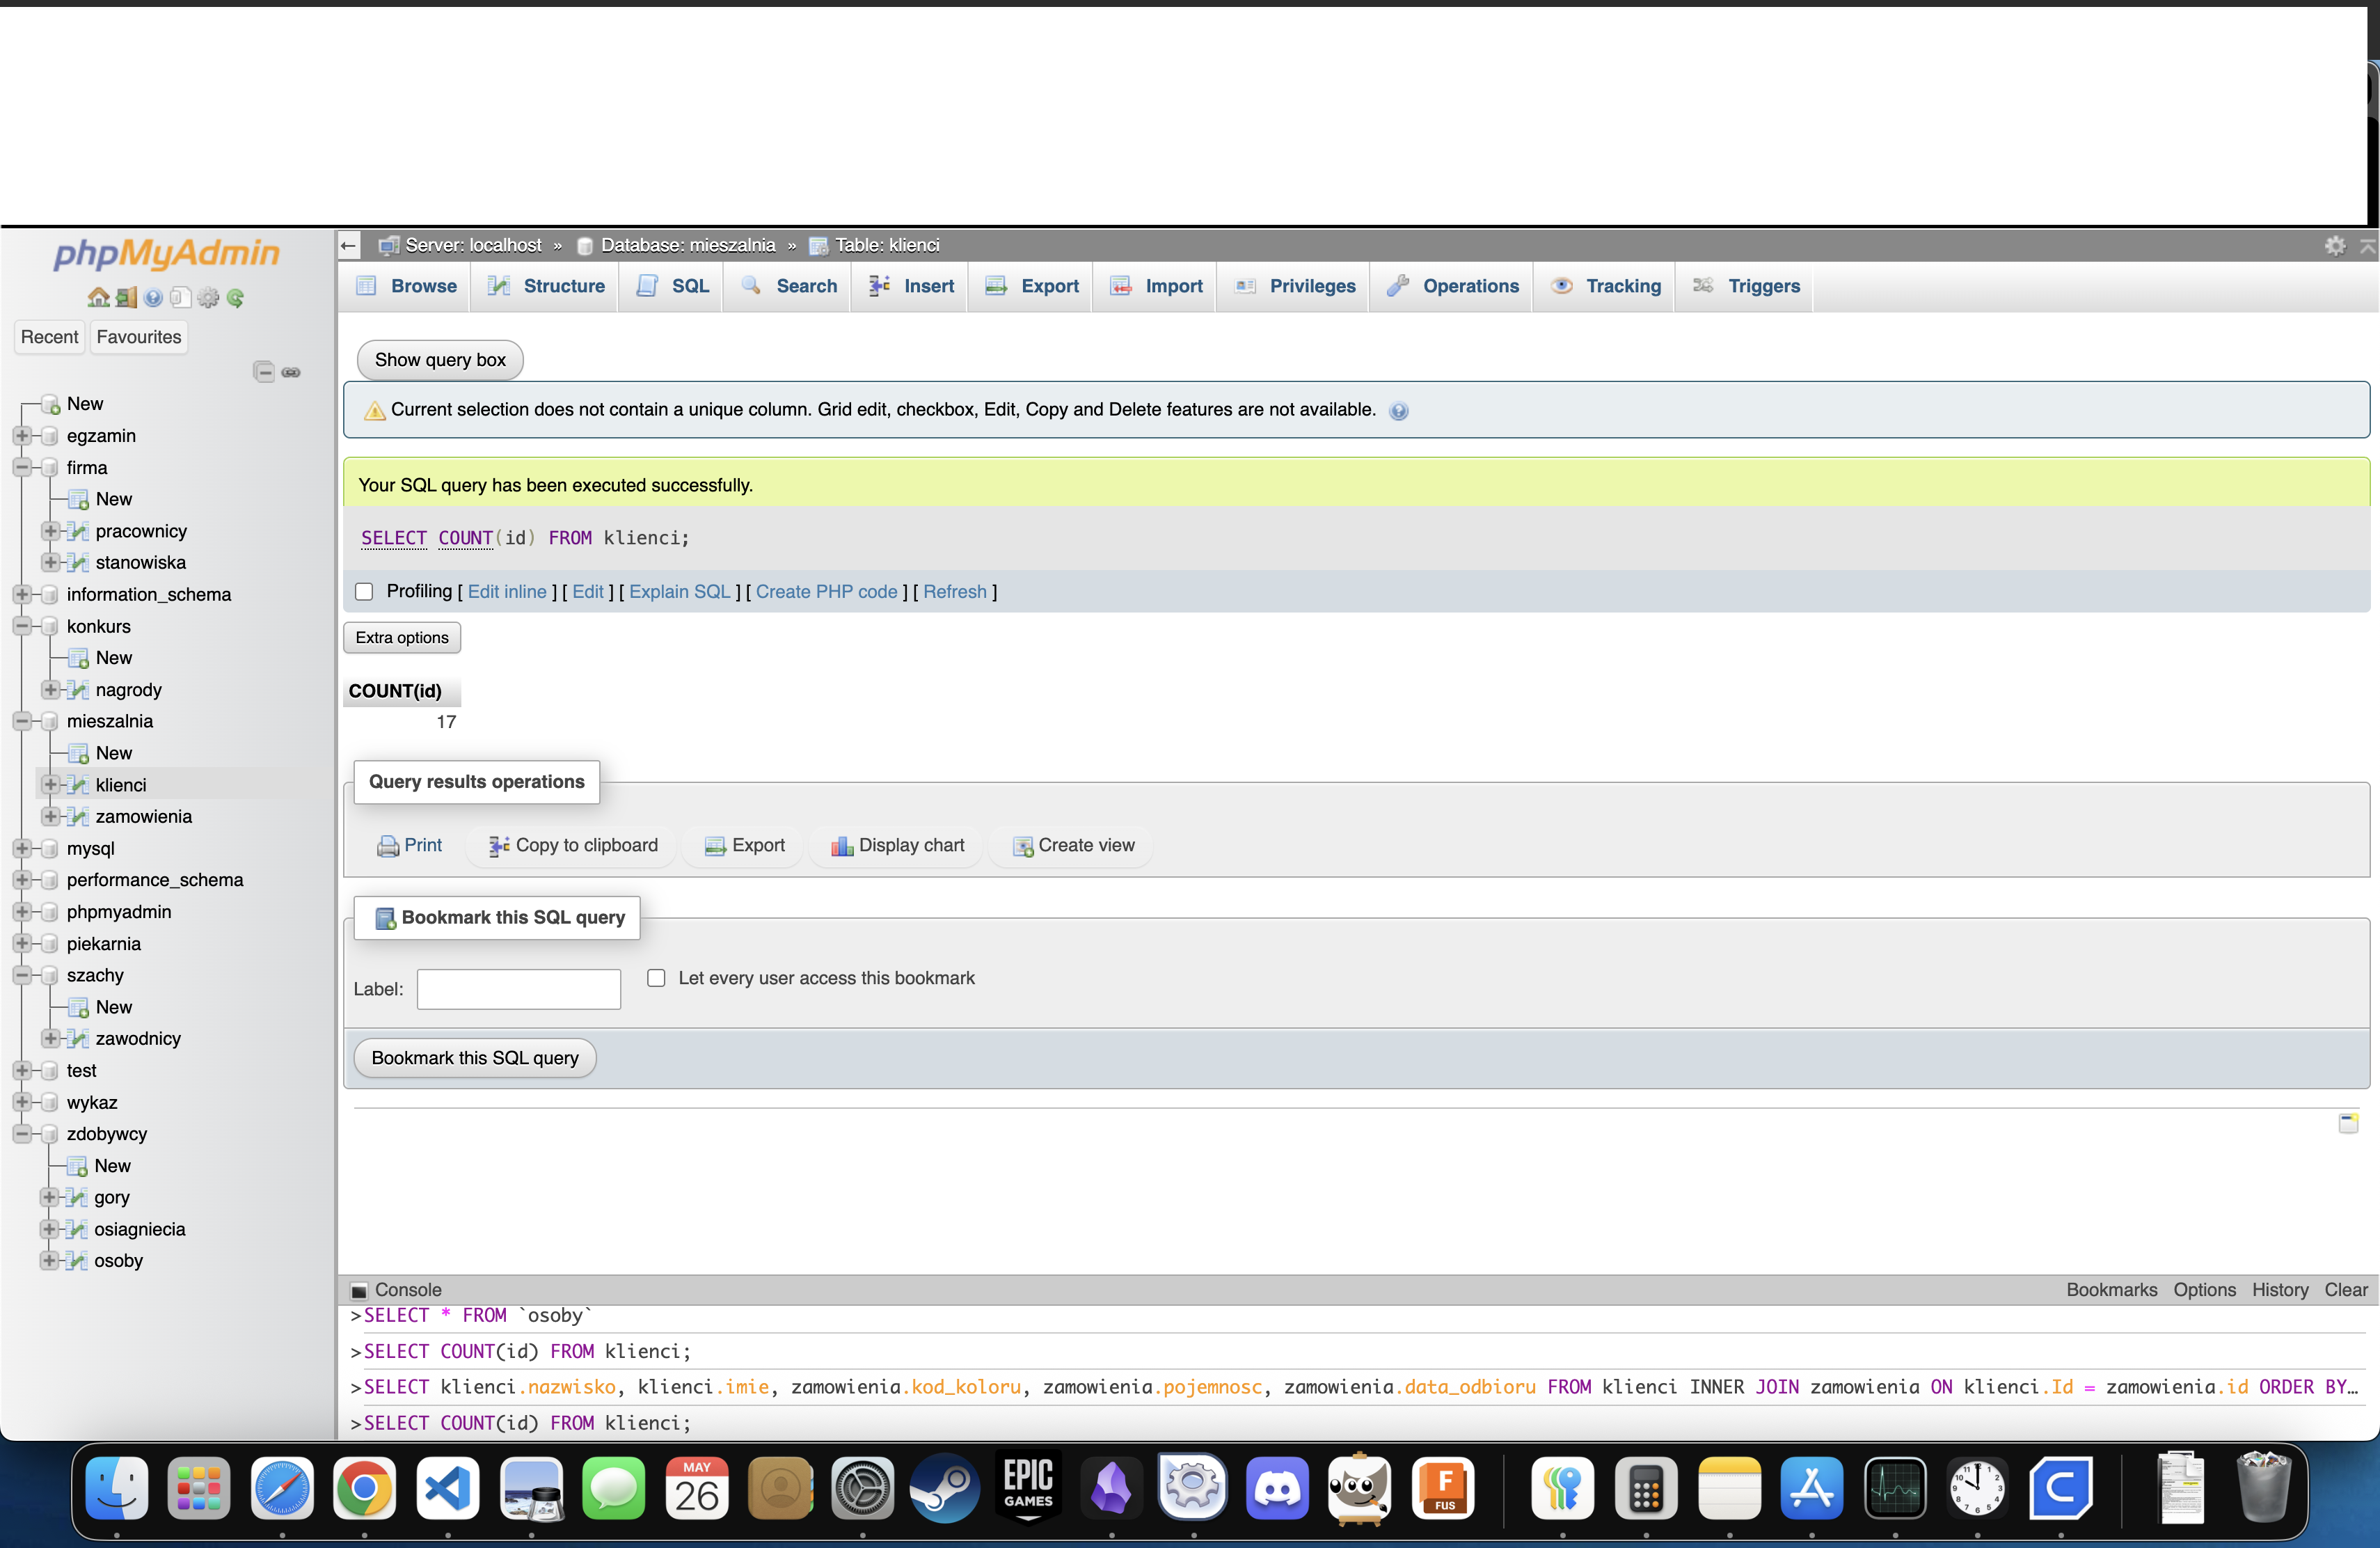 phpMyAdmin
Recent Favourites
New
egzamin
firma
New
pracownicy
stanowiska
information_schema
konkurs
New
nagrody
mieszalnia
New
klienci
zamowienia
mysql
performance_schema
phpmyadmin
piekarnia
szachy
New
zawodnicy
test
wykaz
zdobywcy
New
gory
osiagniecia
osoby
Server: localhost » Database: mieszalnia » Table: klienci
Browse Structure SQL Search Insert Export Import Privileges Operations Tracking Triggers
Show query box
Current selection does not contain a unique column. Grid edit, checkbox, Edit, Copy and Delete features are not available.
Your SQL query has been executed successfully.
SELECT COUNT(id) FROM klienci;
Profiling [ Edit inline ] [ Edit ] [ Explain SQL ] [ Create PHP code ] [ Refresh ]
Extra options
COUNT(id)
17
Query results operations
Print Copy to clipboard Export Display chart Create view
Bookmark this SQL query
Label: Let every user access this bookmark
Bookmark this SQL query
Console Bookmarks Options History Clear
>SELECT * FROM `osoby`
>SELECT COUNT(id) FROM klienci;
>SELECT klienci.nazwisko, klienci.imie, zamowienia.kod_koloru, zamowienia.pojemnosc, zamowienia.data_odbioru FROM klienci INNER JOIN zamowienia ON klienci.Id = zamowienia.id ORDER BY…
>SELECT COUNT(id) FROM klienci;
MAY
26
EPIC
GAMES
F
FUS